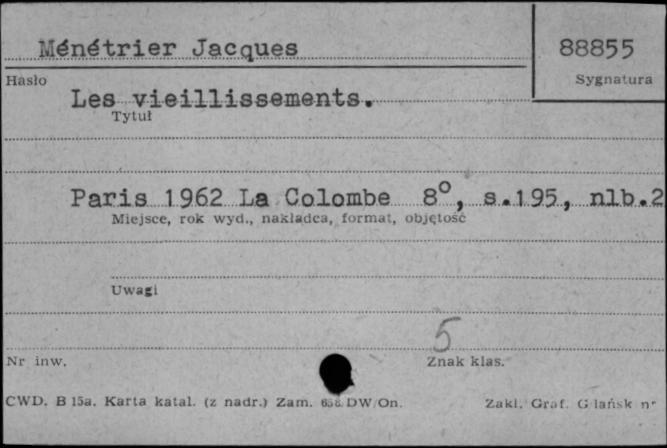 Ménétrier Jacques 88855
Hasło Sygnatura
Les vieillissements.
Tytuł
Paris 1962 La Colombe 8°, s.195, nlb.2
Miejsce, rok wyd., nakładca, format, objętość
Uwagi
5
Nr inw. Znak klas.
CWD. B 15a. Karta katal. (z nadr.) Zam. DW/On. Zakł. Graf. Gdańsk